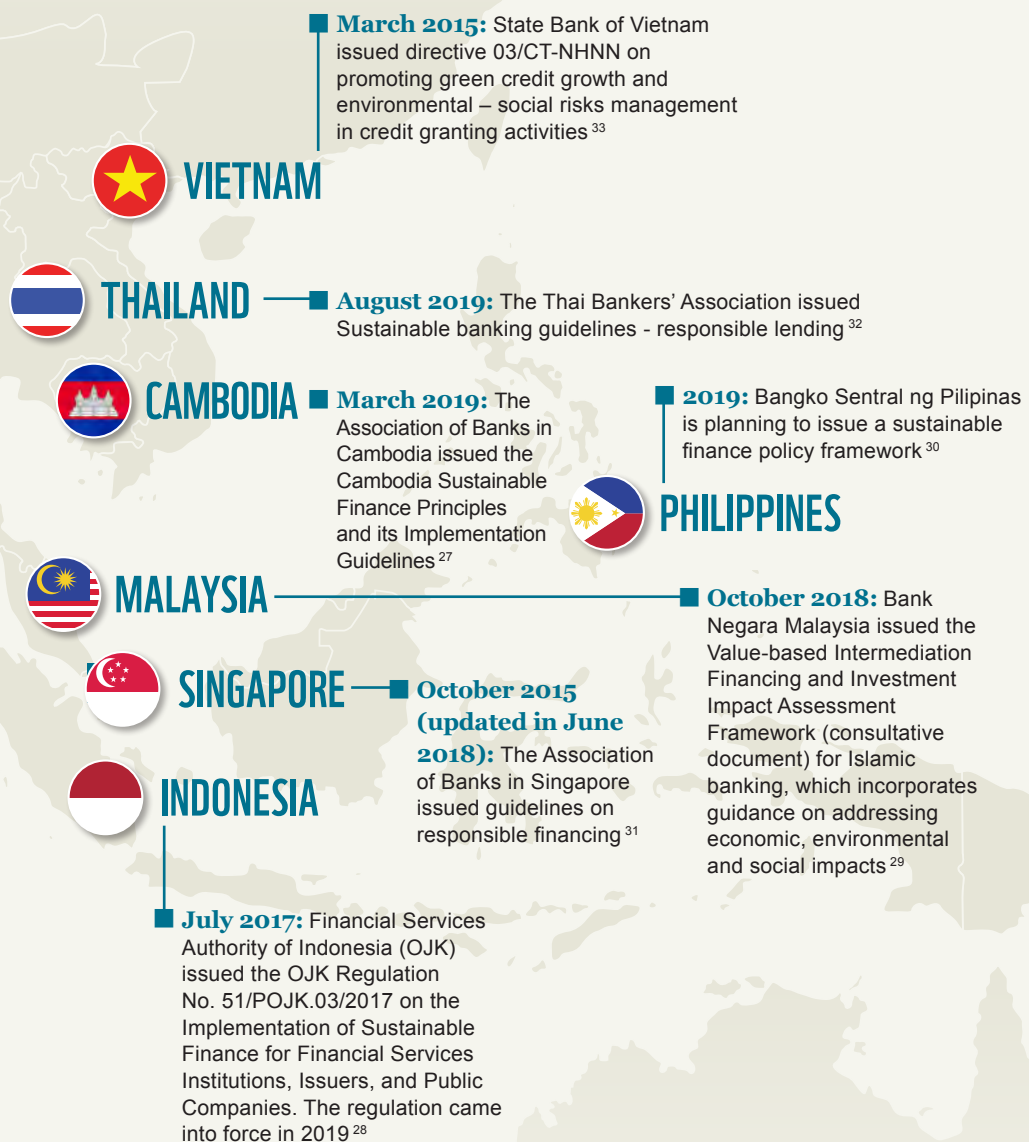 March 2015: State Bank of Vietnam
issued directive 03/CT-NHNN on
promoting green credit growth and
environmental – social risks management
in credit granting activities 33
VIETNAM
THAILAND
August 2019: The Thai Bankers’ Association issued
Sustainable banking guidelines - responsible lending 32
CAMBODIA
March 2019: The
Association of Banks in
Cambodia issued the
Cambodia Sustainable
Finance Principles
and its Implementation
Guidelines 27
2019: Bangko Sentral ng Pilipinas
is planning to issue a sustainable
finance policy framework 30
PHILIPPINES
MALAYSIA
October 2018: Bank
Negara Malaysia issued the
Value-based Intermediation
Financing and Investment
Impact Assessment
Framework (consultative
document) for Islamic
banking, which incorporates
guidance on addressing
economic, environmental
and social impacts 29
SINGAPORE
October 2015
(updated in June
2018): The Association
of Banks in Singapore
issued guidelines on
responsible financing 31
INDONESIA
July 2017: Financial Services
Authority of Indonesia (OJK)
issued the OJK Regulation
No. 51/POJK.03/2017 on the
Implementation of Sustainable
Finance for Financial Services
Institutions, Issuers, and Public
Companies. The regulation came
into force in 2019 28